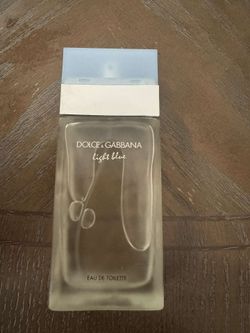 DOLCE & GABBANA
light blue
EAU DE TOILETTE